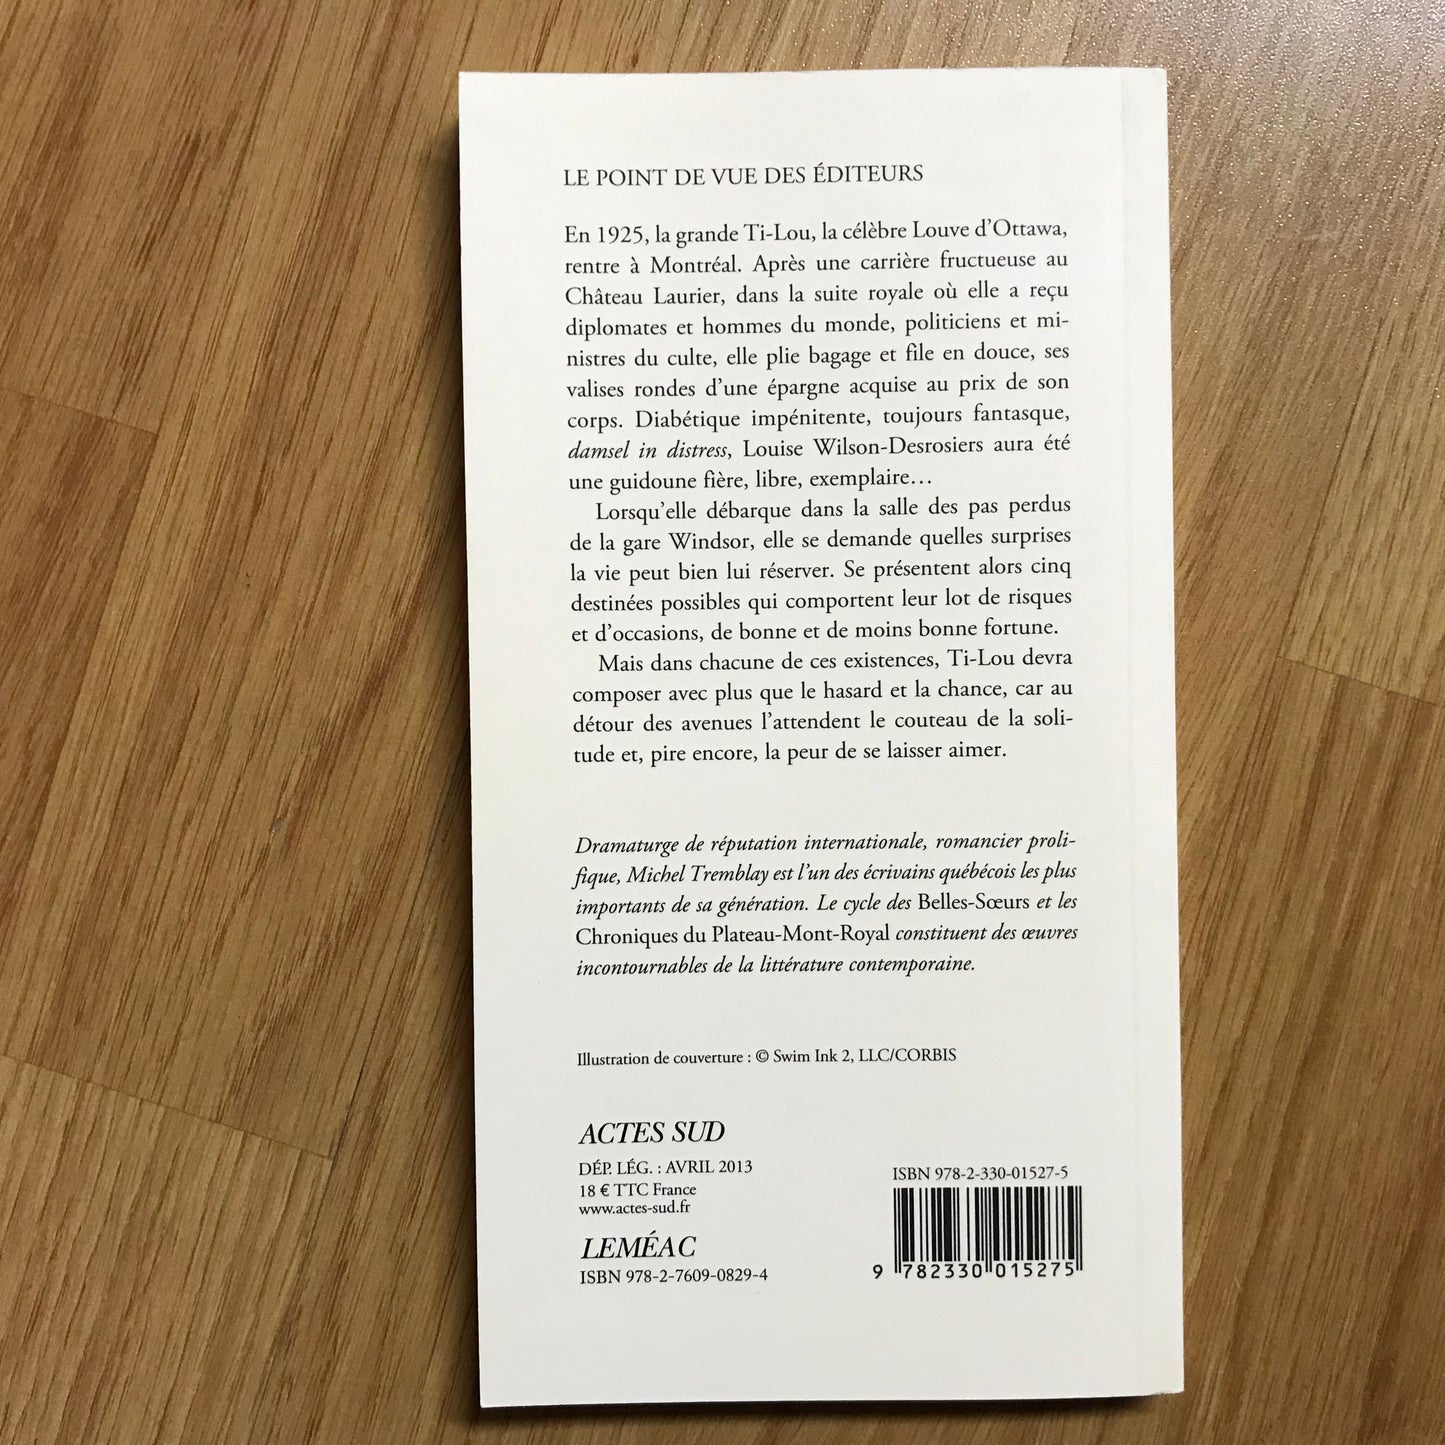 LE POINT DE VUE DES ÉDITEURS
En 1925, la grande Ti-Lou, la célèbre Louve d'Ottawa,
rentre à Montréal. Après une carrière fructueuse au
Château Laurier, dans la suite royale où elle a reçu
diplomates et hommes du monde, politiciens et mi-
nistres du culte, elle plie bagage et file en douce, ses
valises rondes d'une épargne acquise au prix de son
corps. Diabétique impénitente, toujours fantasque,
damsel in distress, Louise Wilson-Desrosiers aura été
une guidoune fière, libre, exemplaire…
Lorsqu'elle débarque dans la salle des pas perdus
de la gare Windsor, elle se demande quelles surprises
la vie peut bien lui réserver. Se présentent alors cinq
destinées possibles qui comportent leur lot de risques
et d'occasions, de bonne et de moins bonne fortune.
Mais dans chacune de ces existences, Ti-Lou devra
composer avec plus que le hasard et la chance, car au
détour des avenues l'attendent le couteau de la soli-
tude et, pire encore, la peur de se laisser aimer.
Dramaturge de réputation internationale, romancier proli-
fique, Michel Tremblay est l'un des écrivains québécois les plus
importants de sa génération. Le cycle des Belles-Sœurs et les
Chroniques du Plateau-Mont-Royal constituent des œuvres
incontournables de la littérature contemporaine.
Illustration de couverture : © Swim Ink 2, LLC/CORBIS
ACTES SUD
DÉP. LÉG. : AVRIL 2013
18 € TTC France
www.actes-sud.fr
LEMÉAC
ISBN 978-2-7609-0829-4
ISBN 978-2-330-01527-5
9 782330 015275